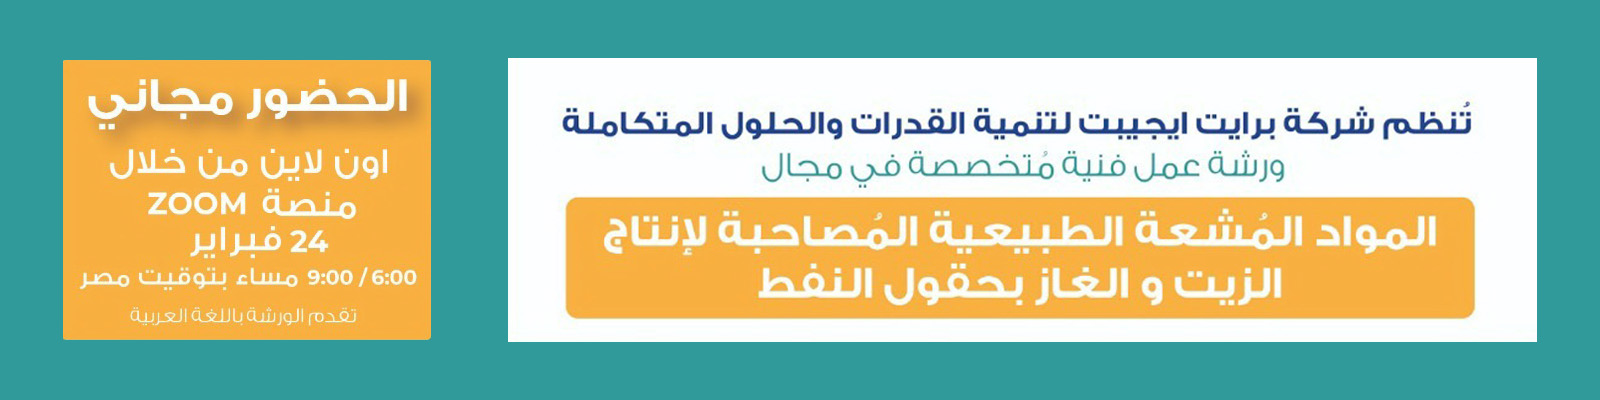 تُنظم شركة برايت ايجيبت لتنمية القدرات والحلول المتكاملة
ورشة عمل فنية مُتخصصة في مجال
المواد المُشعة الطبيعية المُصاحبة لإنتاج
الزيت و الغاز بحقول النفط
الحضور مجاني
اون لاين من خلال
منصة ZOOM
24 فبراير
6:00 / 9:00 مساء بتوقيت مصر
تقدم الورشة باللغة العربية